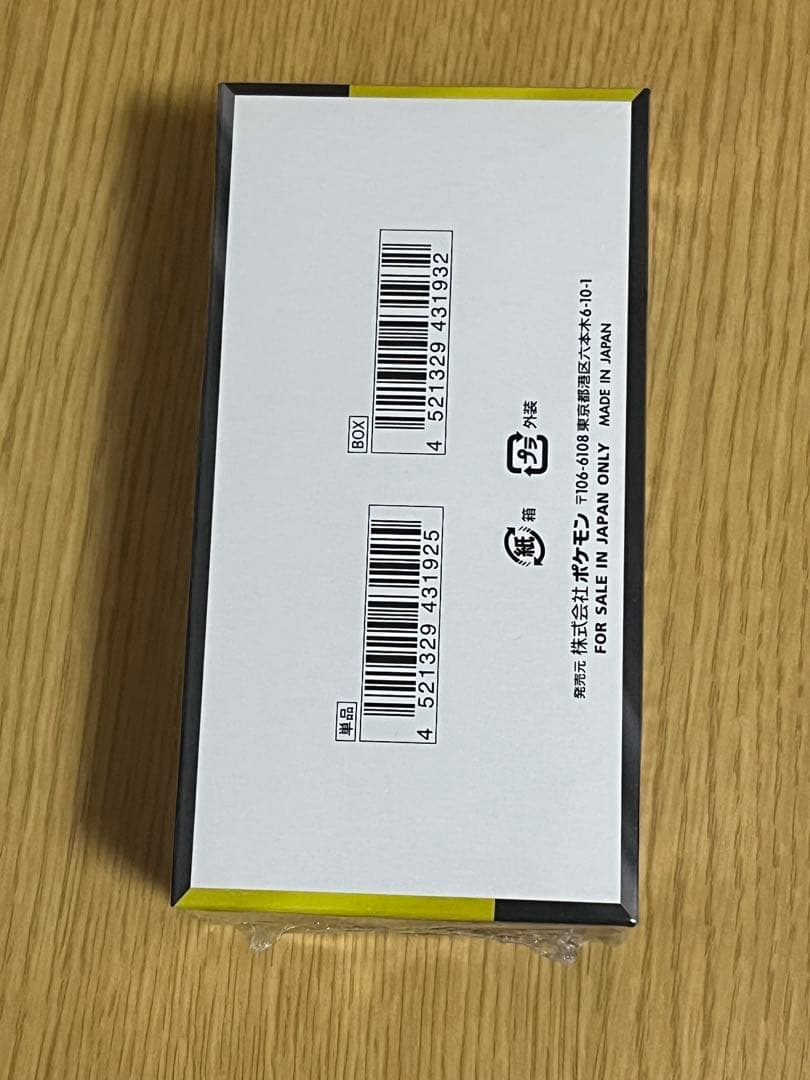 単品
4 521329 431925
BOX
4 521329 431932
紙 箱
プラ 外装
発売元 株式会社 ポケモン 〒106-6108 東京都港区六本木6-10-1
FOR SALE IN JAPAN ONLY MADE IN JAPAN